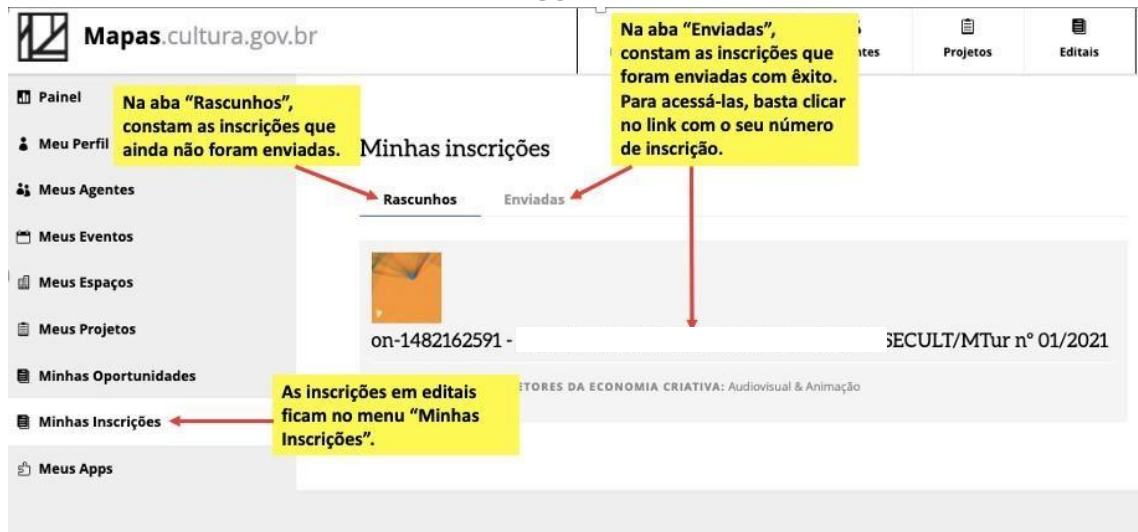 Mapas.cultura.gov.br
Projetos
Editais
Na aba “Enviadas”,
constam as inscrições que
foram enviadas com êxito.
Para acessá-las, basta clicar
no link com o seu número
de inscrição.
Painel
Meu Perfil
Meus Agentes
Meus Eventos
Meus Espaços
Meus Projetos
Minhas Oportunidades
Minhas Inscrições
Meus Apps
Na aba “Rascunhos”,
constam as inscrições que
ainda não foram enviadas.
Minhas inscrições
Rascunhos Enviadas
on-1482162591 - SECULT/MTur nº 01/2021
ETORES DA ECONOMIA CRIATIVA: Audiovisual & Animação
As inscrições em editais
ficam no menu “Minhas
Inscrições”.